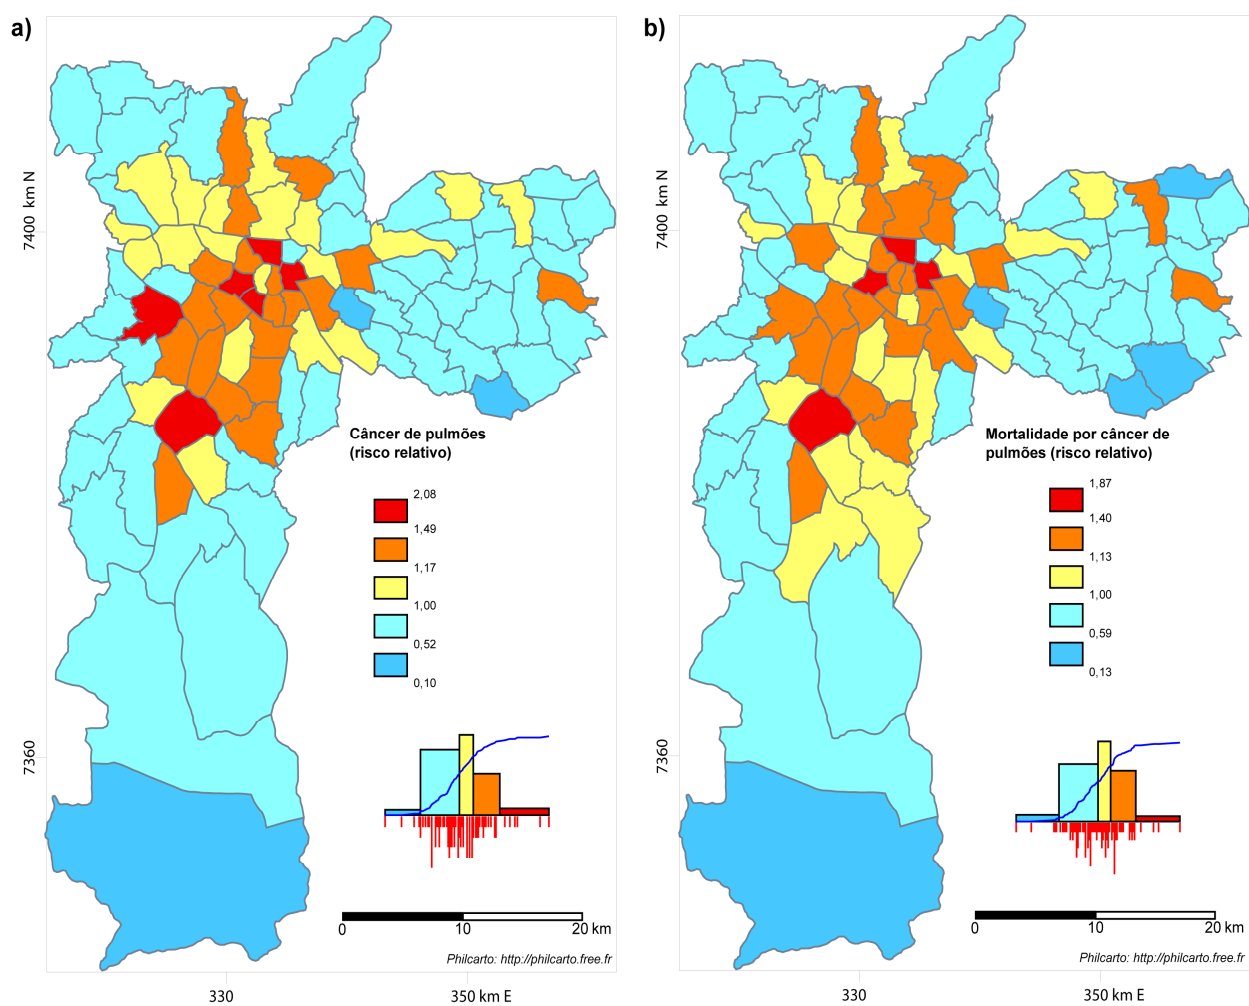 a)
7400 km N
7360
Câncer de pulmões
(risco relativo)
2,08
1,49
1,17
1,00
0,52
0,10
0
10
20 km
Philcarto: http://philcarto.free.fr
330
350 km E
b)
7400 km N
7360
Mortalidade por câncer de
pulmões (risco relativo)
1,87
1,40
1,13
1,00
0,59
0,13
0
10
20 km
Philcarto: http://philcarto.free.fr
330
350 km E